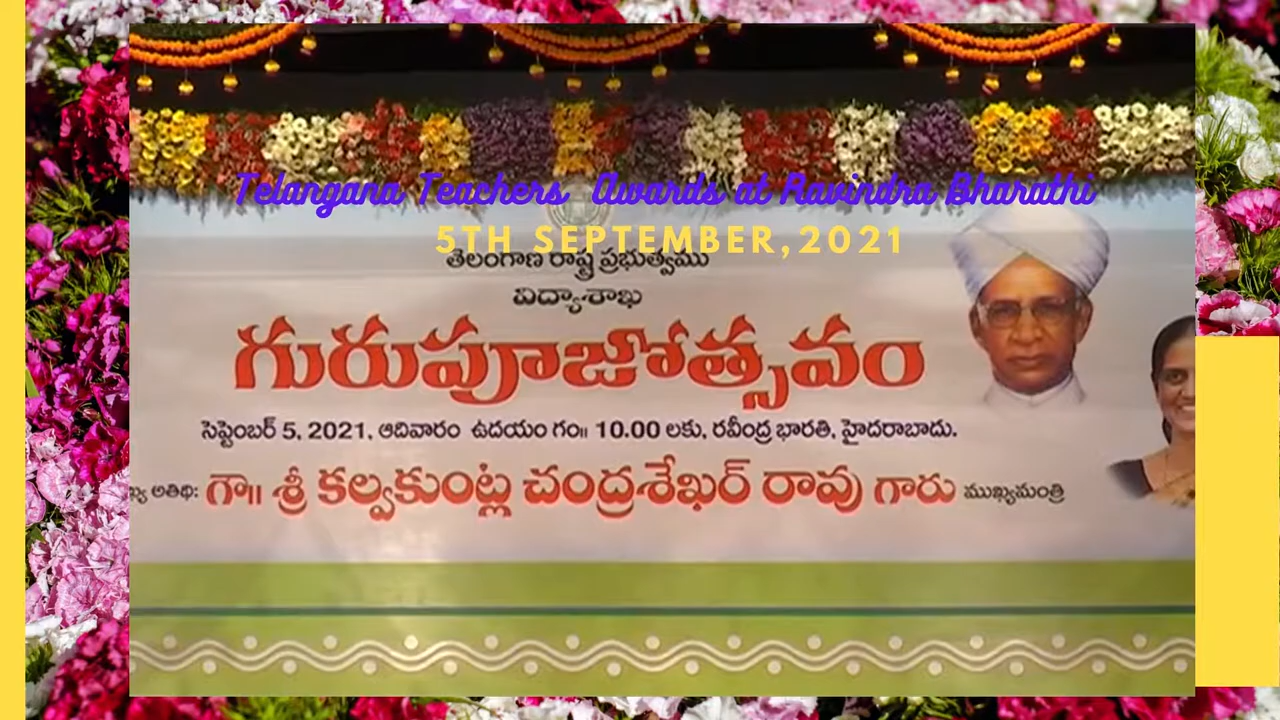 Telangana Teachers Awards at Ravindra Bharathi
5TH SEPTEMBER,2021
తెలంగాణ రాష్ట్ర ప్రభుత్వము
విద్యాశాఖ
గురుపూజోత్సవం
సెప్టెంబర్ 5, 2021, ఆదివారం ఉదయం గం॥ 10.00 లకు, రవీంద్ర భారతి, హైదరాబాదు.
అతిథి: గౌ॥ శ్రీ కల్వకుంట్ల చంద్రశేఖర్ రావు గారు ముఖ్యమంత్రి